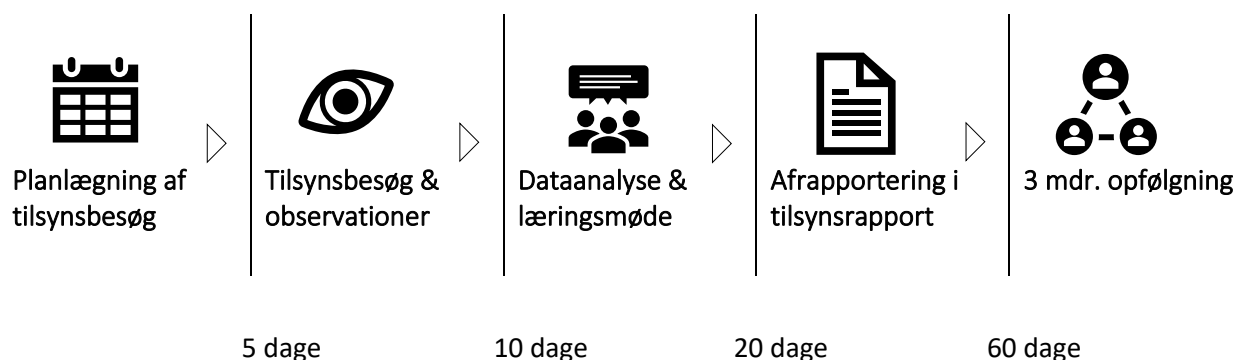 Planlægning af
tilsynsbesøg
Tilsynsbesøg &
observationer
Dataanalyse &
læringsmøde
Afrapportering i
tilsynsrapport
3 mdr. opfølgning
5 dage
10 dage
20 dage
60 dage